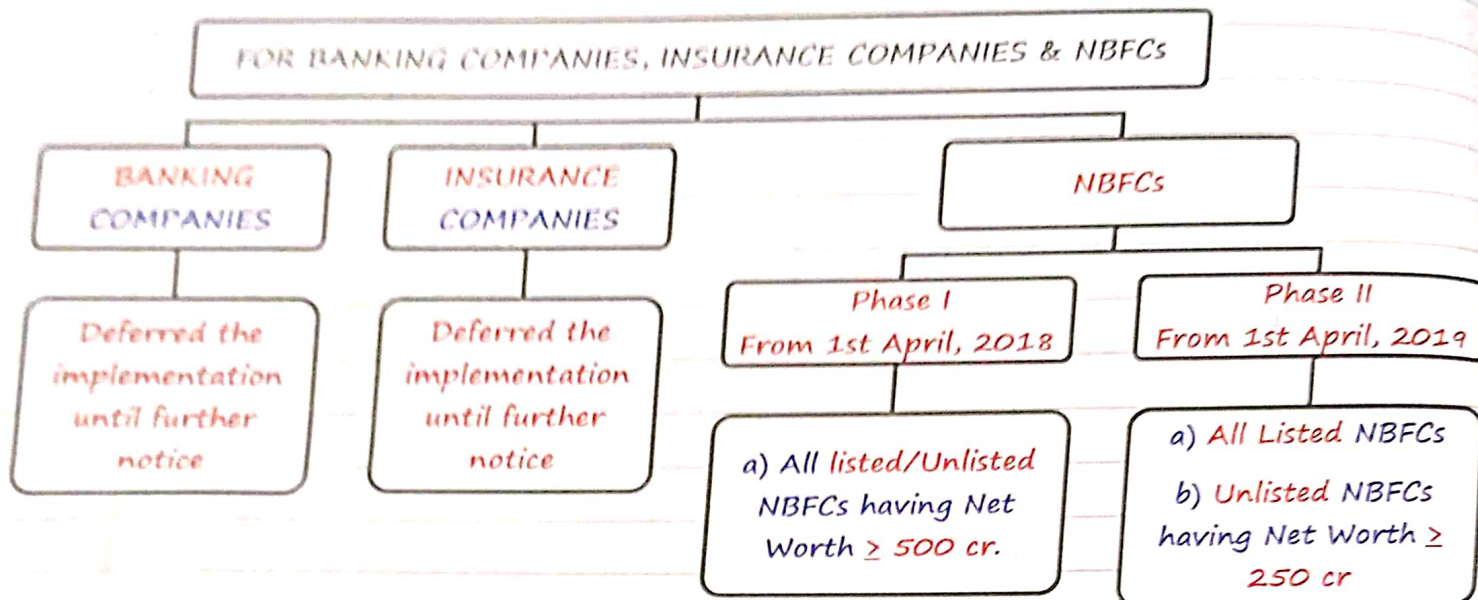 FOR BANKING COMPANIES, INSURANCE COMPANIES & NBFCs
BANKING
COMPANIES
INSURANCE
COMPANIES
NBFCs
Deferred the
implementation
until further
notice
Deferred the
implementation
until further
notice
Phase I
From 1st April, 2018
Phase II
From 1st April, 2019
a) All listed/Unlisted
NBFCs having Net
Worth ≥ 500 cr.
a) All Listed NBFCs
b) Unlisted NBFCs
having Net Worth ≥
250 cr